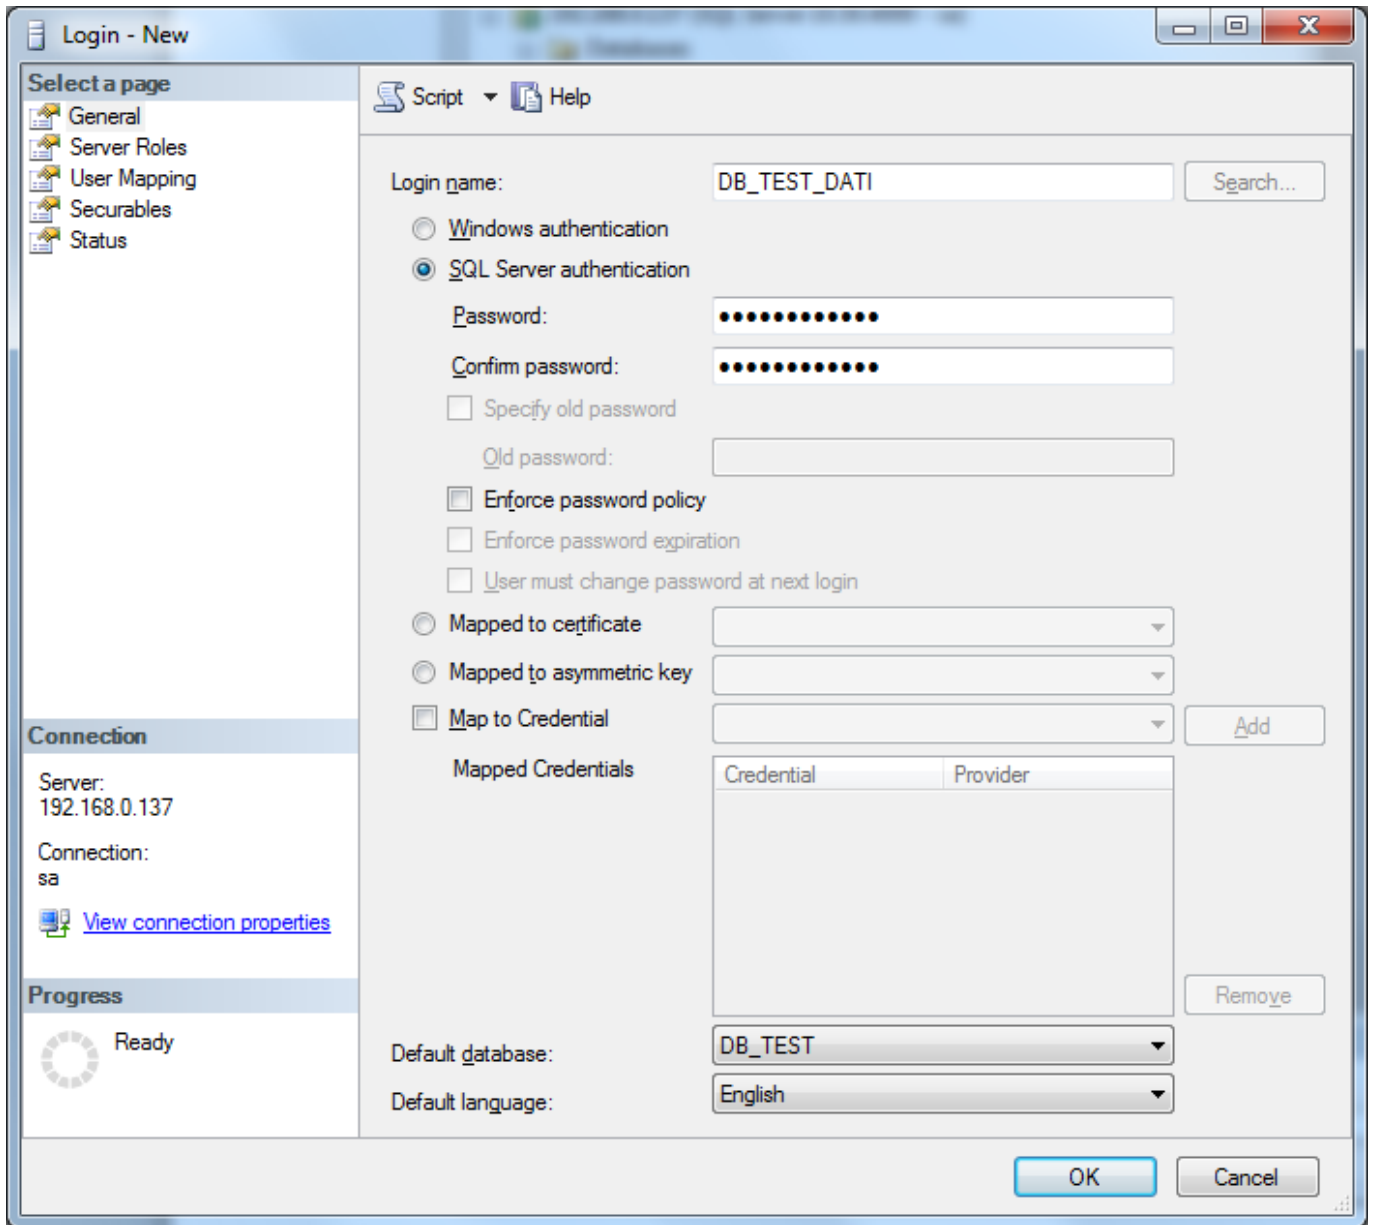 Login - New
Select a page
General
Server Roles
User Mapping
Securables
Status
Script Help
Login name: DB_TEST_DATI Search...
Windows authentication
SQL Server authentication
Password: ●●●●●●●●●●●●
Confirm password: ●●●●●●●●●●●●
Specify old password
Old password:
Enforce password policy
Enforce password expiration
User must change password at next login
Mapped to certificate
Mapped to asymmetric key
Map to Credential Add
Mapped Credentials Credential Provider
Remove
Default database: DB_TEST
Default language: English
Connection
Server:
192.168.0.137
Connection:
sa
View connection properties
Progress
Ready
OK Cancel